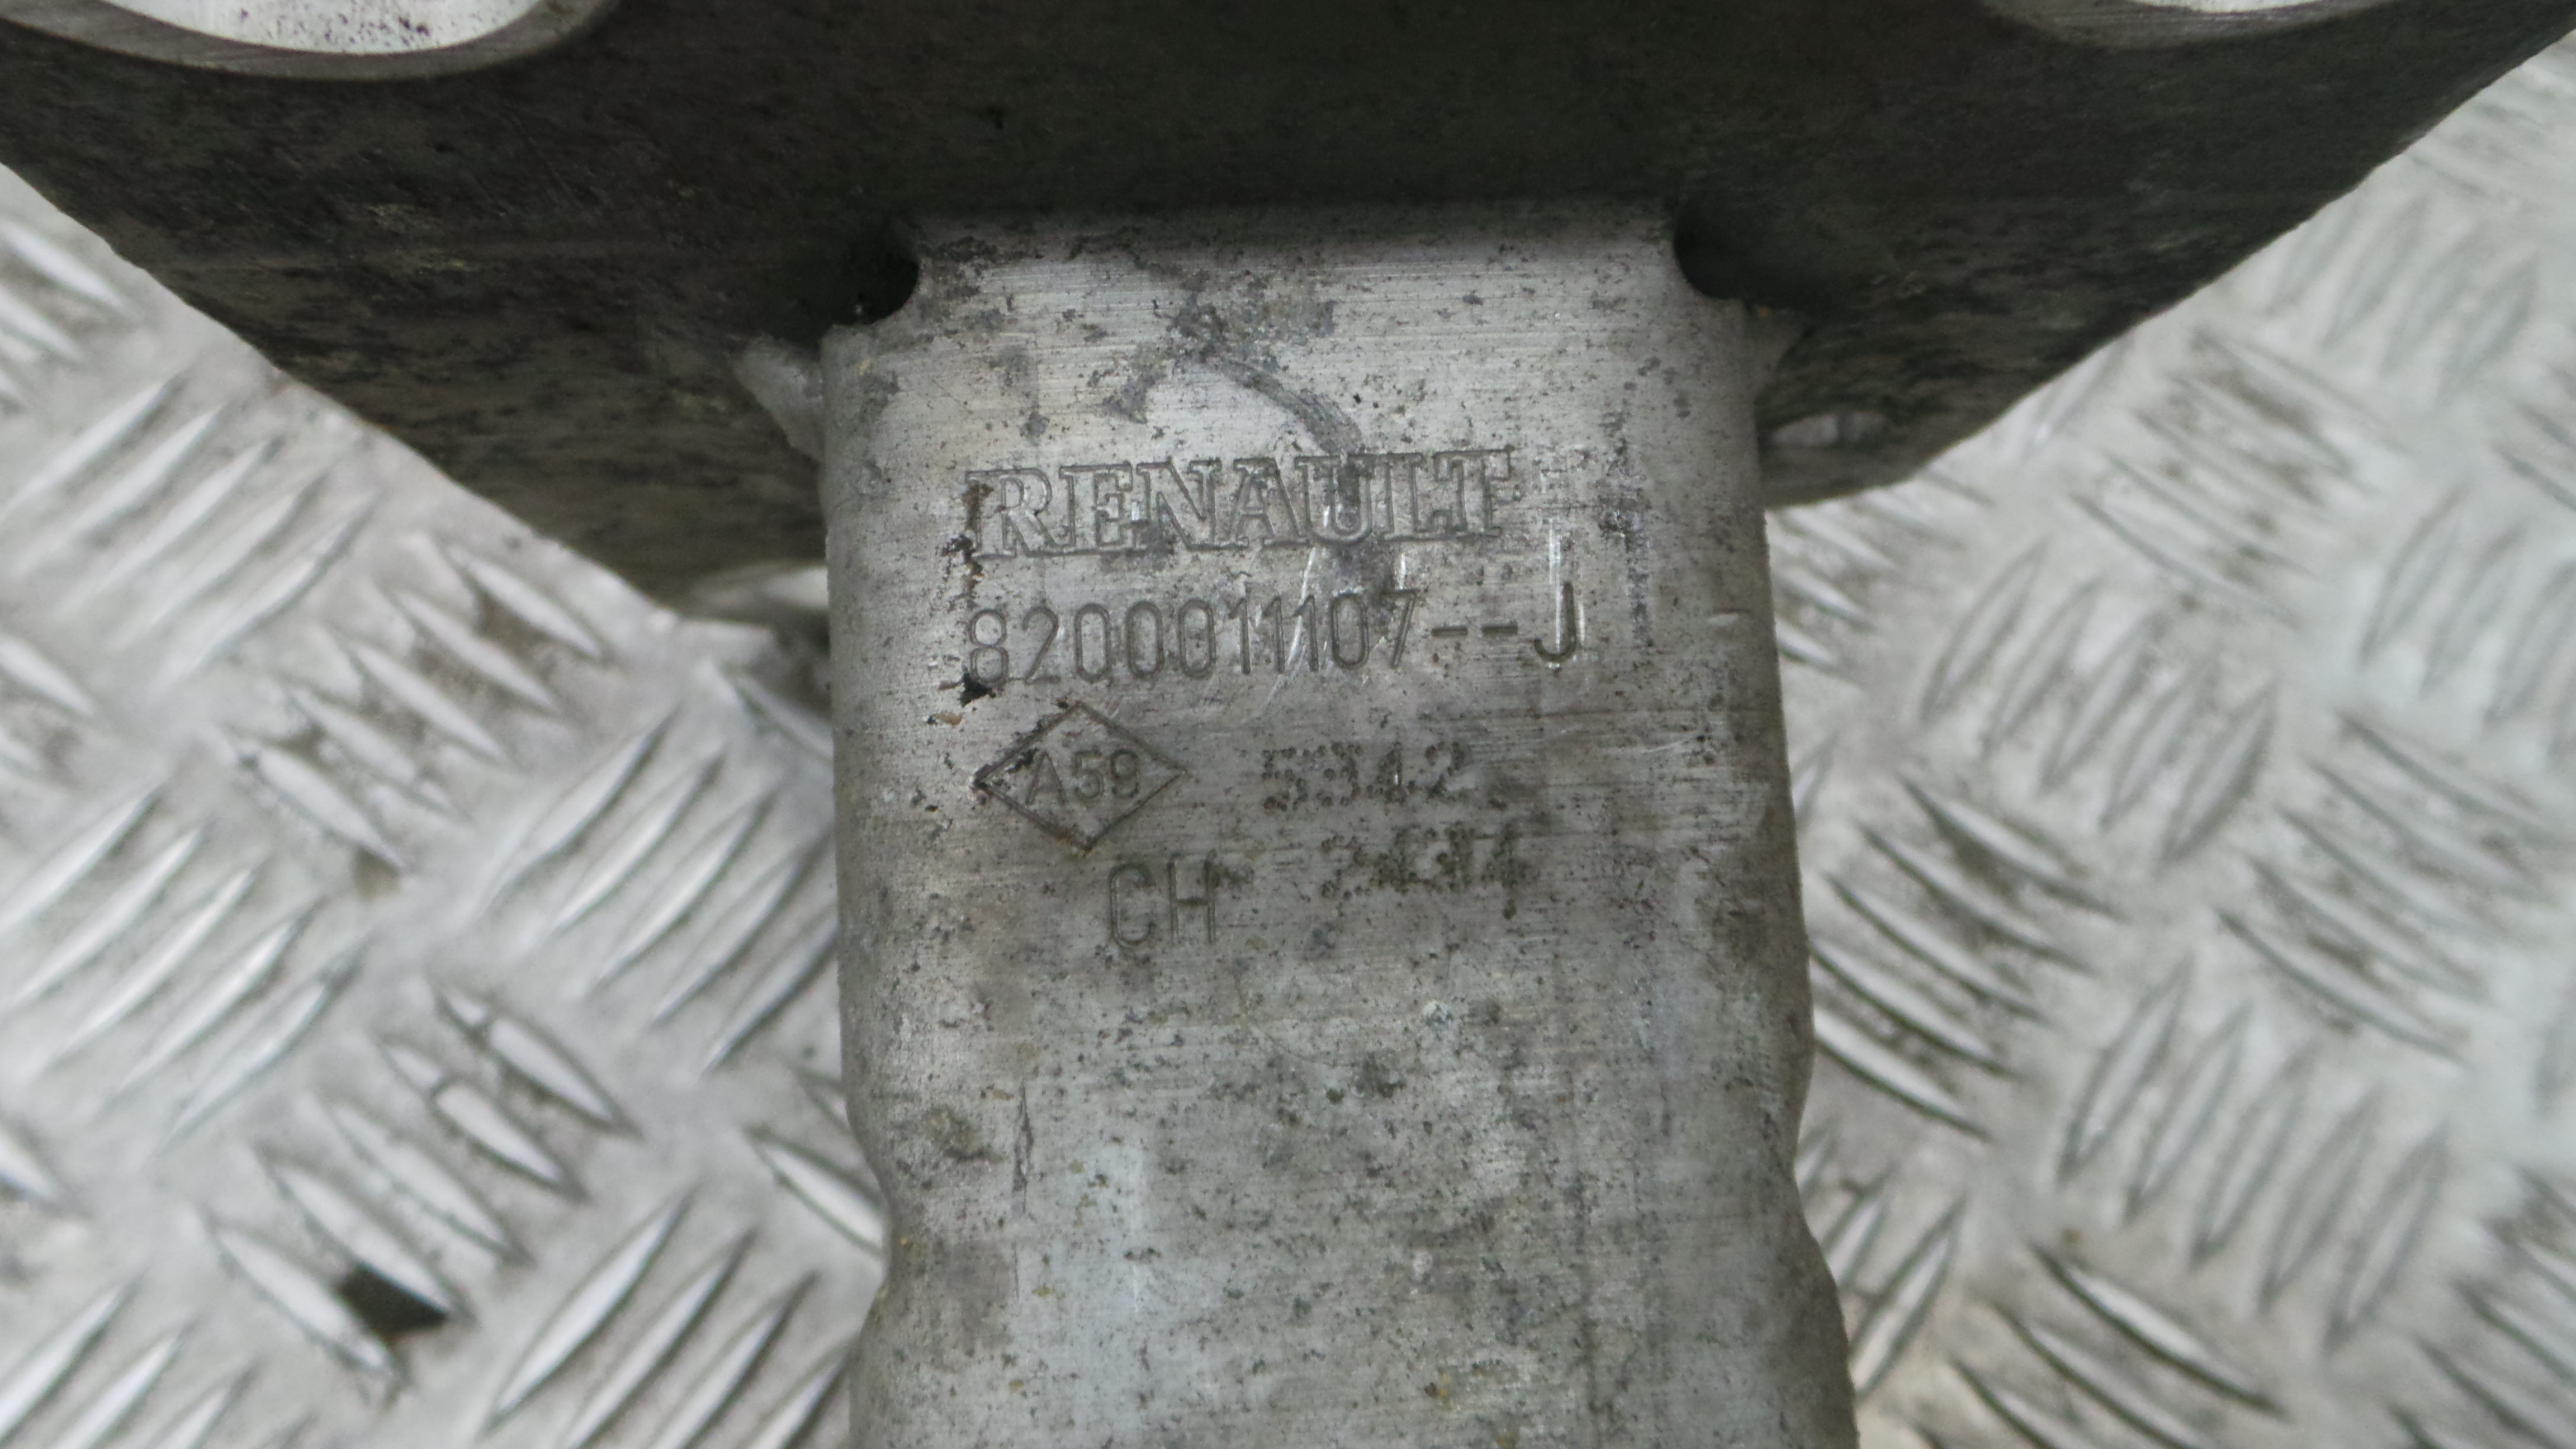 RENAULT
8200011107--J
A59 5342
CH